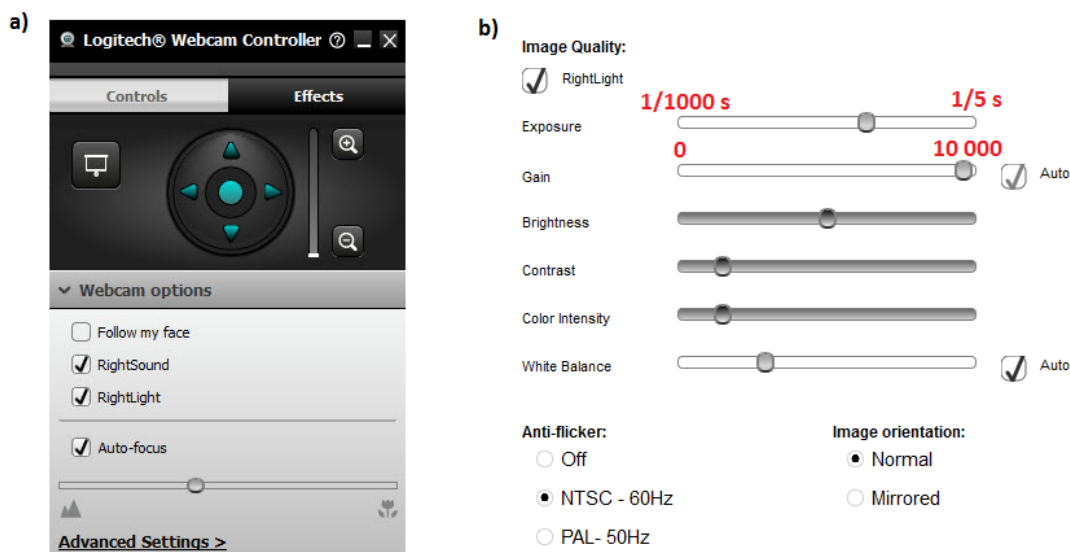 a)
Logitech® Webcam Controller ?
Controls Effects
Webcam options
Follow my face
RightSound
RightLight
Auto-focus
Advanced Settings >
b)
Image Quality:
RightLight
1/1000 s 1/5 s
Exposure
0 10 000
Gain Auto
Brightness
Contrast
Color Intensity
White Balance Auto
Anti-flicker: Image orientation:
Off Normal
NTSC - 60Hz Mirrored
PAL- 50Hz